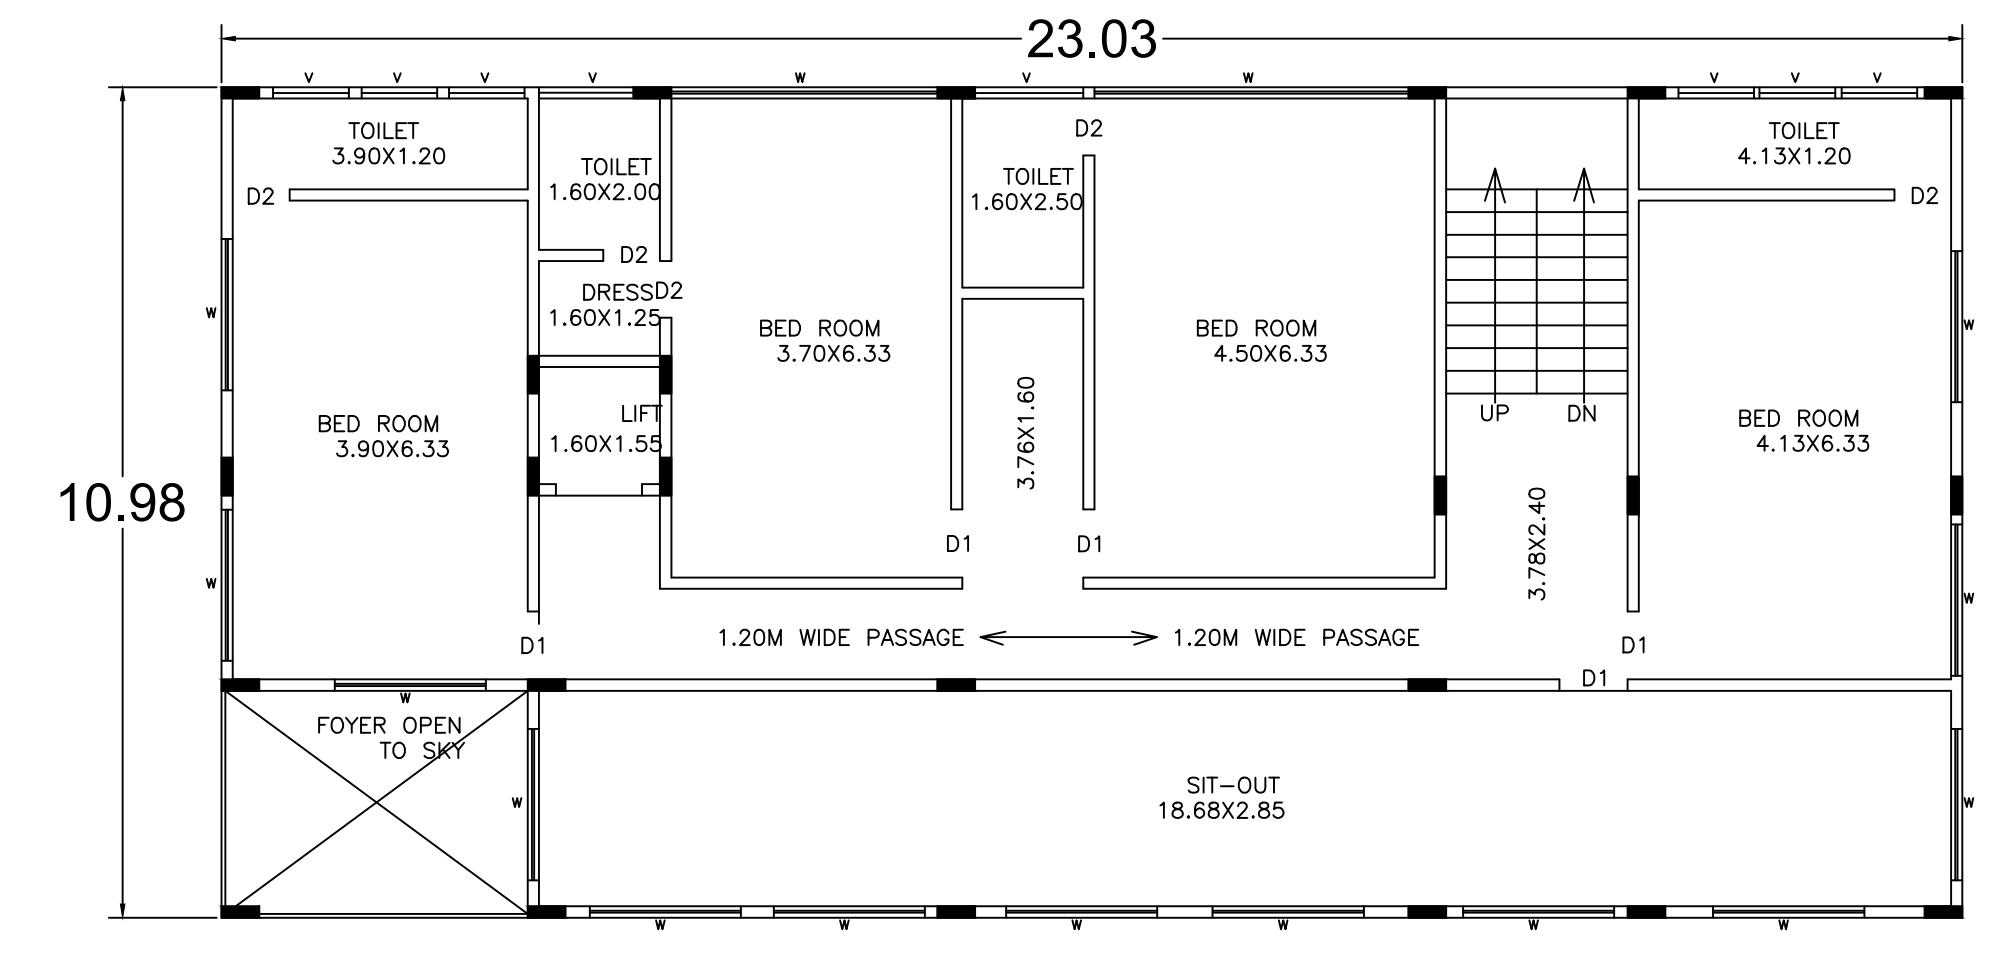 23.03
V V V V W V W V V V
TOILET
3.90X1.20
D2
TOILET
1.60X2.00
D2
DRESS D2
1.60X1.25
LIFT
1.60X1.55
BED ROOM
3.90X6.33
W
W
BED ROOM
3.70X6.33
D2
TOILET
1.60X2.50
3.76X1.60
D1 D1
BED ROOM
4.50X6.33
UP DN
3.78X2.40
TOILET
4.13X1.20
D2
BED ROOM
4.13X6.33
W
W
10.98
D1
1.20M WIDE PASSAGE 1.20M WIDE PASSAGE
D1
D1
W
FOYER OPEN
TO SKY
W
SIT-OUT
18.68X2.85
W
W W W W W W